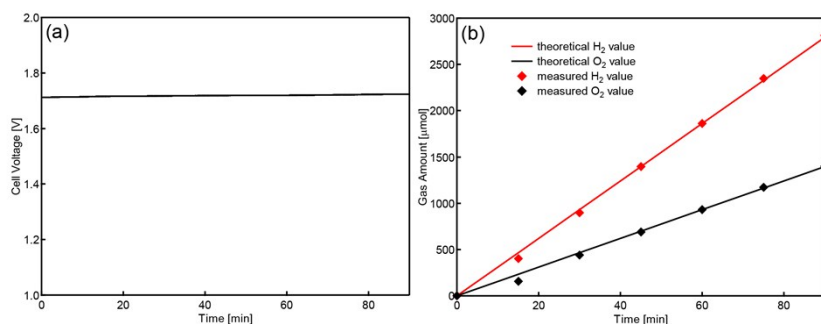 (a)
2.0
1.8
1.6
1.4
1.2
1.0
Cell Voltage [V]
0
20
40
60
80
Time [min]
(b)
3000
2500
2000
1500
1000
500
0
Gas Amount [μmol]
theoretical H₂ value
theoretical O₂ value
measured H₂ value
measured O₂ value
0
20
40
60
80
Time [min]